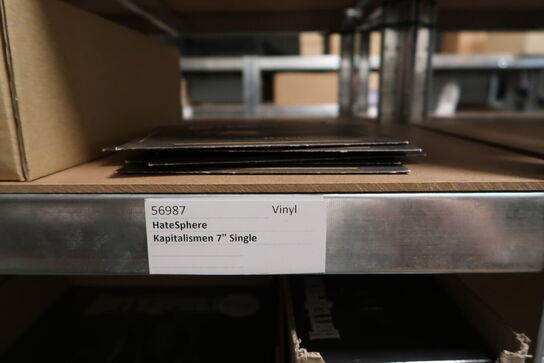 56987 Vinyl
HateSphere
Kapitalismen 7" Single